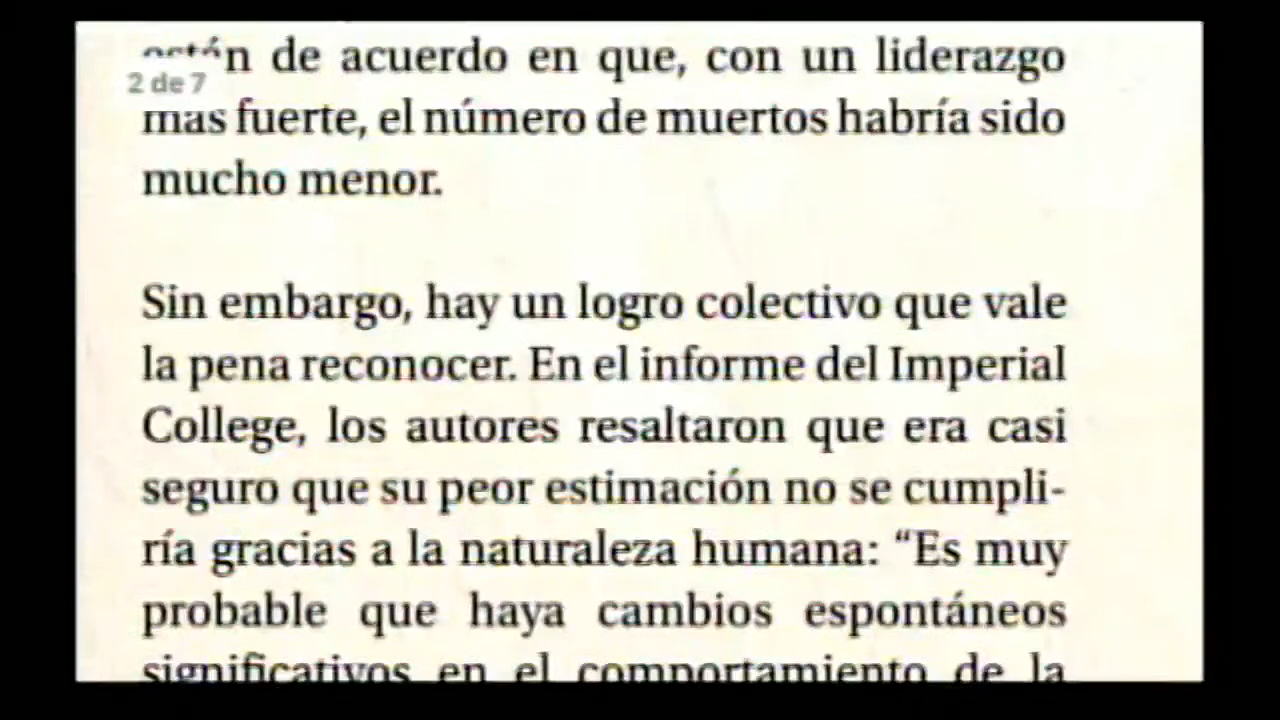 están de acuerdo en que, con un liderazgo
2 de 7
más fuerte, el número de muertos habría sido
mucho menor.
Sin embargo, hay un logro colectivo que vale
la pena reconocer. En el informe del Imperial
College, los autores resaltaron que era casi
seguro que su peor estimación no se cumpli-
ría gracias a la naturaleza humana: “Es muy
probable que haya cambios espontáneos
significativos en el comportamiento de la